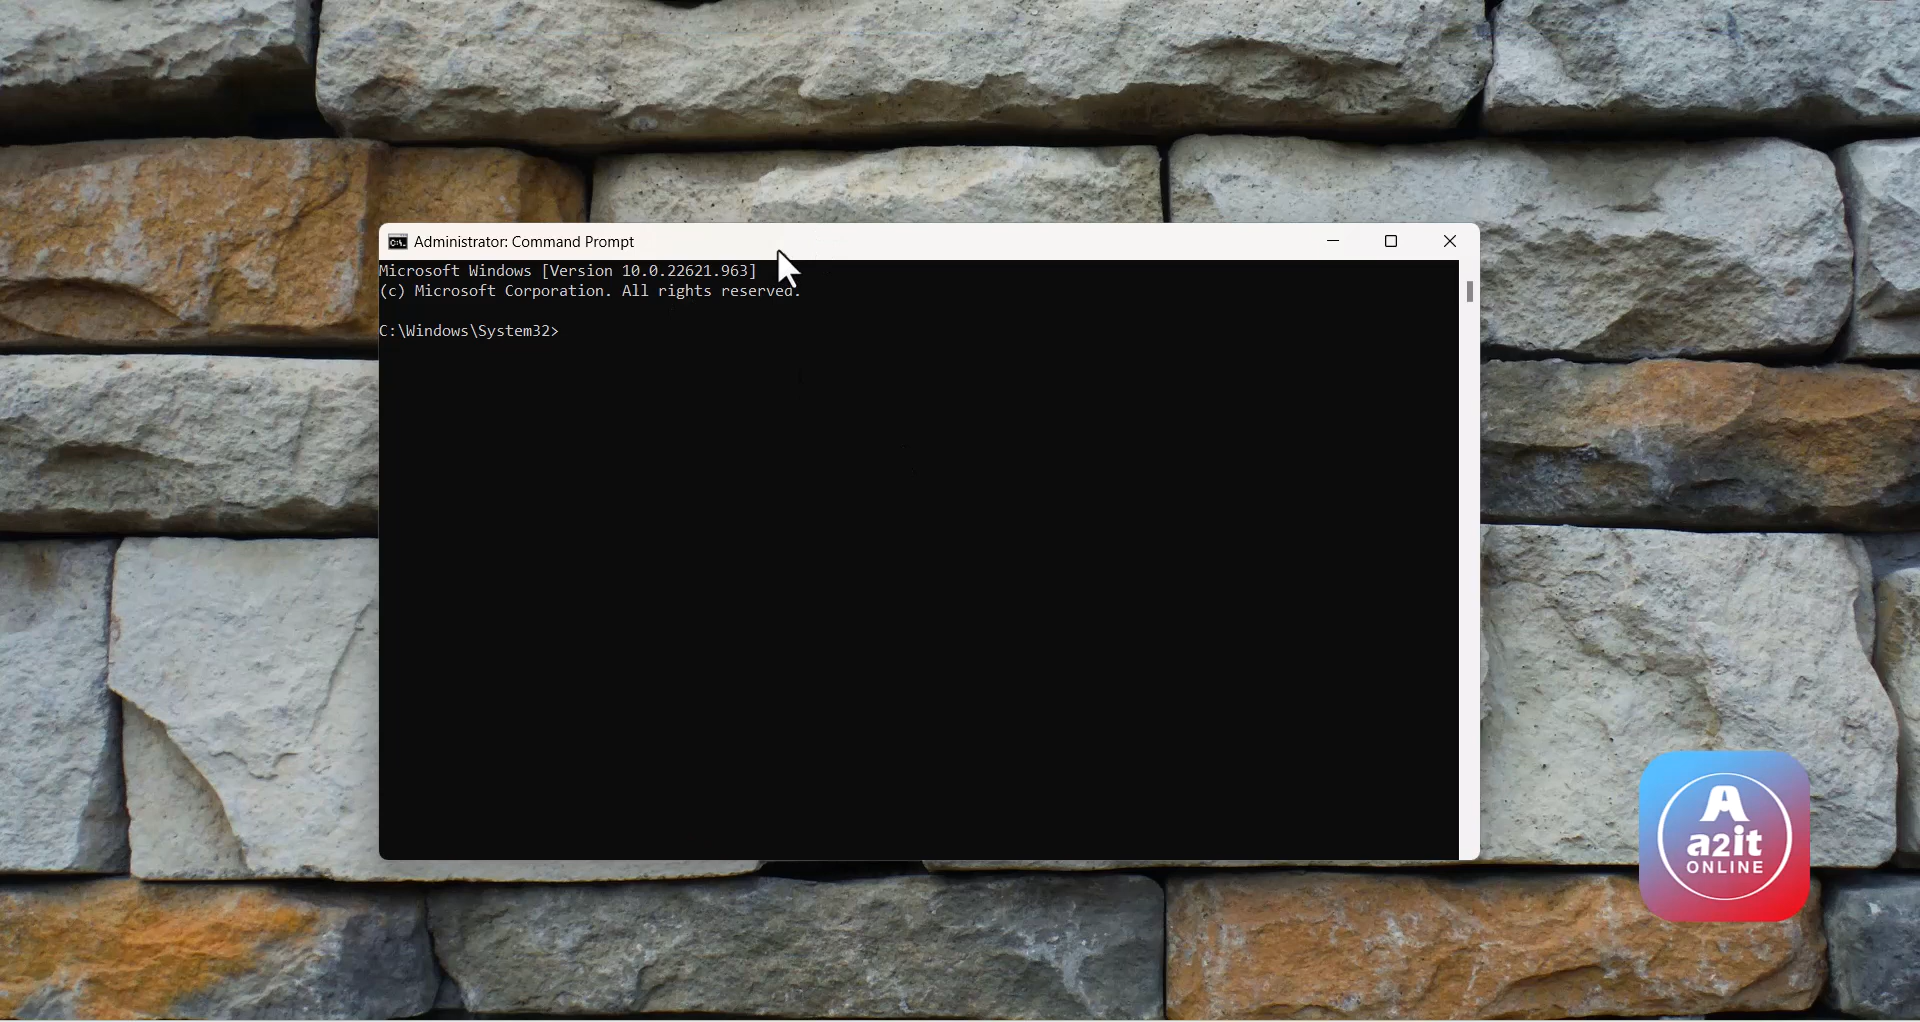 Administrator: Command Prompt
Microsoft Windows [Version 10.0.22621.963]
(c) Microsoft Corporation. All rights reserved.
C:\Windows\System32>
A
a2it
ONLINE